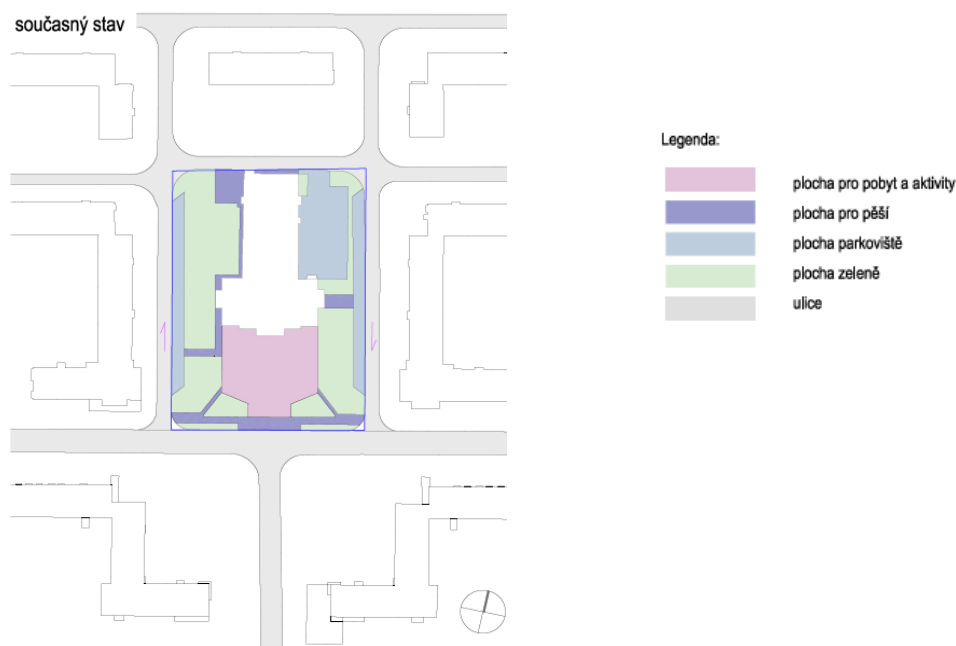 současný stav
Legenda:
plocha pro pobyt a aktivity
plocha pro pěší
plocha parkoviště
plocha zeleně
ulice